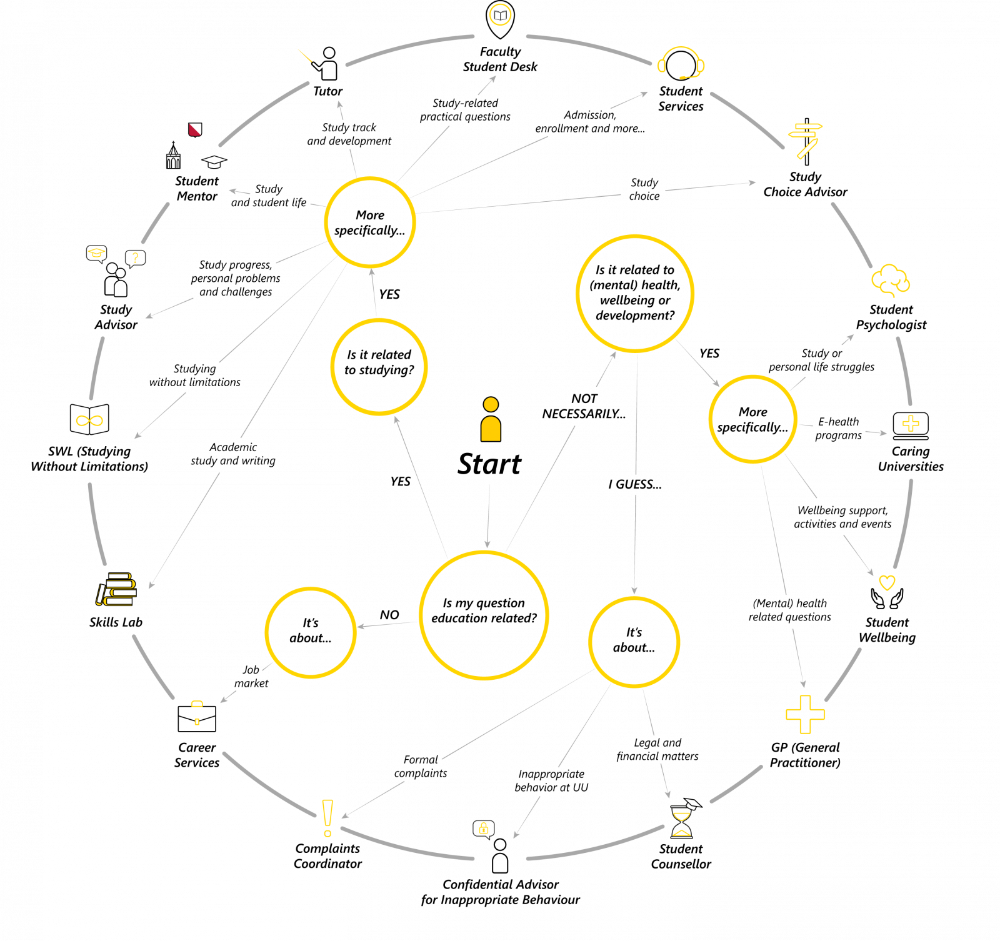 Faculty
Student Desk
Tutor
Student
Services
Study-related
practical questions
Admission,
enrollment and more...
Study track
and development
Student
Mentor
Study
and student life
Study
choice
Study
Choice Advisor
More
specifically...
Study progress,
personal problems
and challenges
?
Study
Advisor
YES
Is it related to
(mental) health,
wellbeing or
development?
Student
Psychologist
Is it related
to studying?
YES
Study or
personal life struggles
Studying
without limitations
NOT
NECESSARILY...
More
specifically...
E-health
programs
SWL (Studying
Without Limitations)
Academic
study and writing
Start
Caring
Universities
YES
I GUESS...
Wellbeing support,
activities and events
Skills Lab
It's
about...
NO
Is my question
education related?
It's
about...
(Mental) health
related questions
Student
Wellbeing
Job
market
Career
Services
Formal
complaints
Inappropriate
behavior at UU
Legal and
financial matters
GP (General
Practitioner)
Complaints
Coordinator
Confidential Advisor
for Inappropriate Behaviour
Student
Counsellor